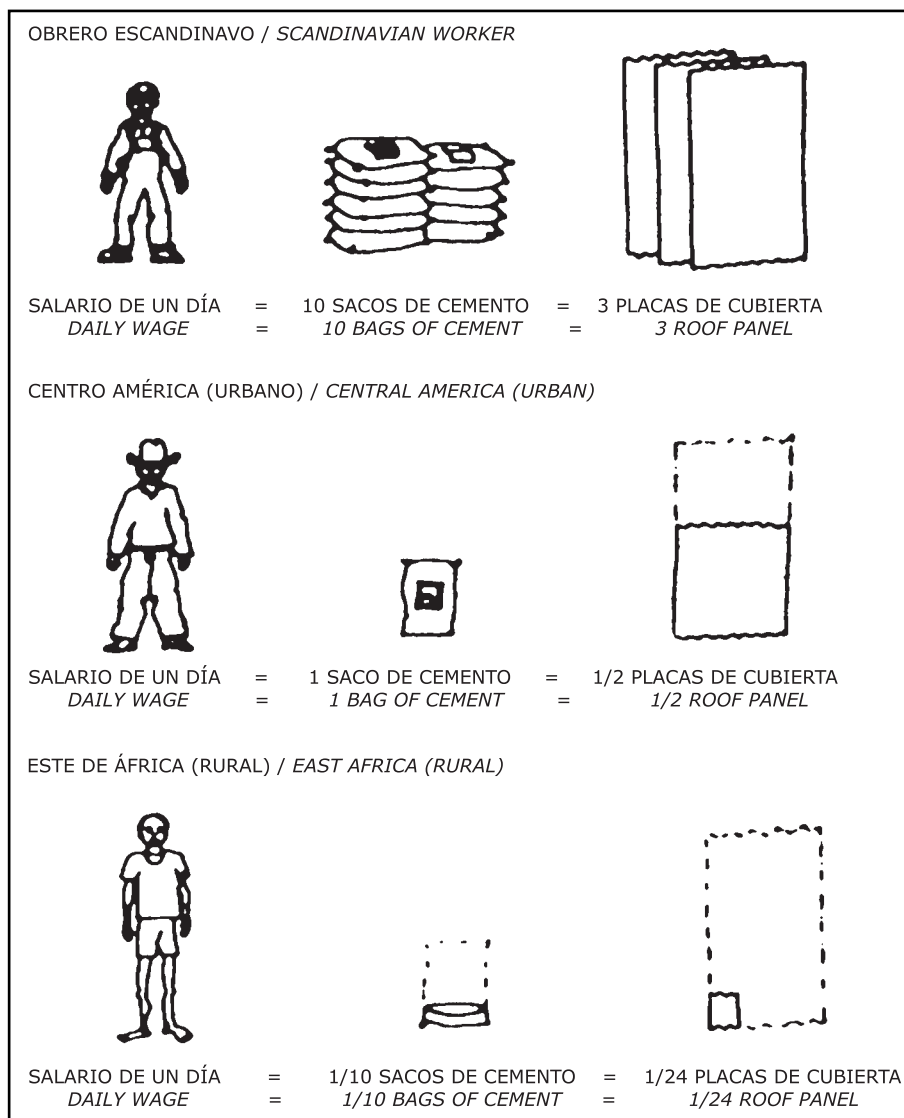 OBRERO ESCANDINAVO / SCANDINAVIAN WORKER
SALARIO DE UN DÍA = 10 SACOS DE CEMENTO = 3 PLACAS DE CUBIERTA
DAILY WAGE = 10 BAGS OF CEMENT = 3 ROOF PANEL
CENTRO AMÉRICA (URBANO) / CENTRAL AMERICA (URBAN)
SALARIO DE UN DÍA = 1 SACO DE CEMENTO = 1/2 PLACAS DE CUBIERTA
DAILY WAGE = 1 BAG OF CEMENT = 1/2 ROOF PANEL
ESTE DE ÁFRICA (RURAL) / EAST AFRICA (RURAL)
SALARIO DE UN DÍA = 1/10 SACOS DE CEMENTO = 1/24 PLACAS DE CUBIERTA
DAILY WAGE = 1/10 BAGS OF CEMENT = 1/24 ROOF PANEL